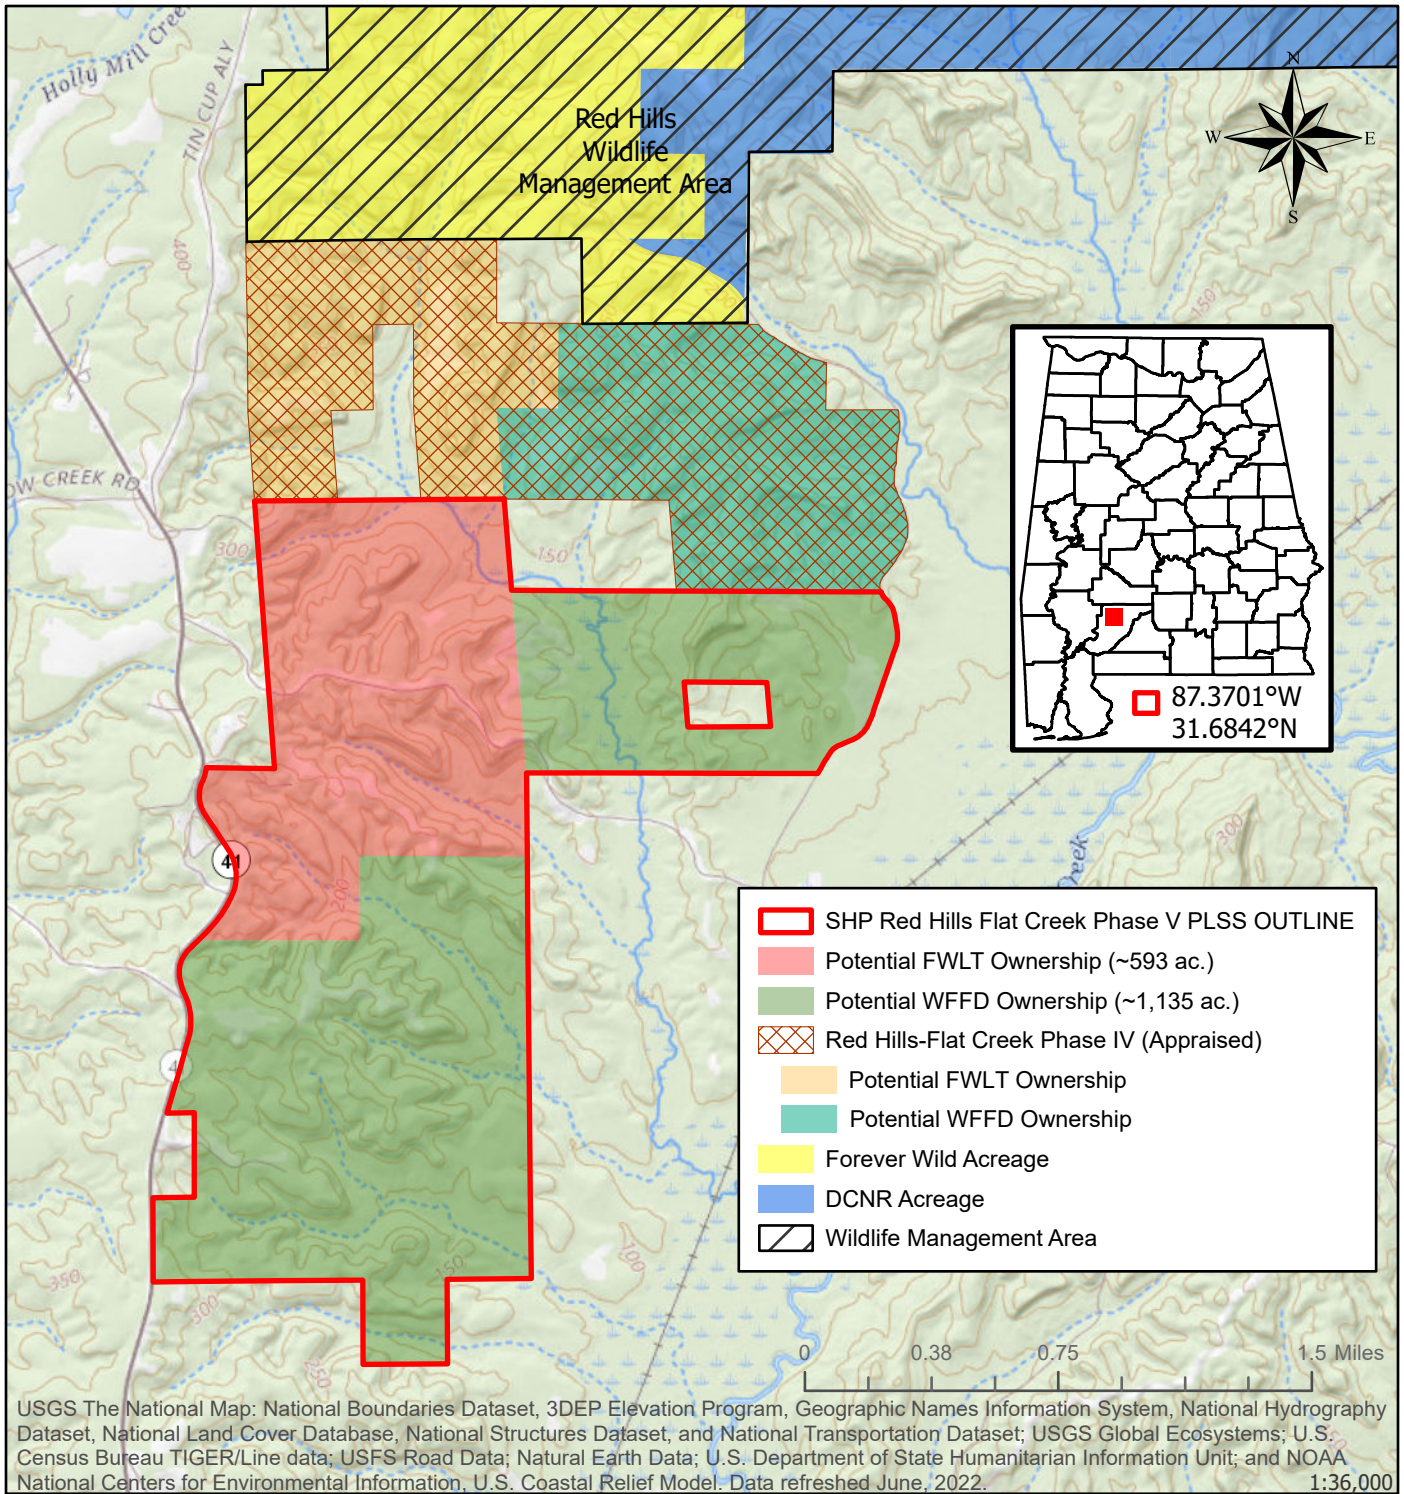 Holly Mill Creek
TIN CUP ALY
400
Red Hills
Wildlife
Management Area
N
W
E
S
150
OW CREEK RD
300
150
87.3701°W
31.6842°N
41
200
300
Creek
SHP Red Hills Flat Creek Phase V PLSS OUTLINE
Potential FWLT Ownership (~593 ac.)
Potential WFFD Ownership (~1,135 ac.)
Red Hills-Flat Creek Phase IV (Appraised)
Potential FWLT Ownership
Potential WFFD Ownership
Forever Wild Acreage
DCNR Acreage
Wildlife Management Area
4
350
300
150
100
250
0 0.38 0.75 1.5 Miles
USGS The National Map: National Boundaries Dataset, 3DEP Elevation Program, Geographic Names Information System, National Hydrography
Dataset, National Land Cover Database, National Structures Dataset, and National Transportation Dataset; USGS Global Ecosystems; U.S.
Census Bureau TIGER/Line data; USFS Road Data; Natural Earth Data; U.S. Department of State Humanitarian Information Unit; and NOAA
National Centers for Environmental Information, U.S. Coastal Relief Model. Data refreshed June, 2022.
1:36,000